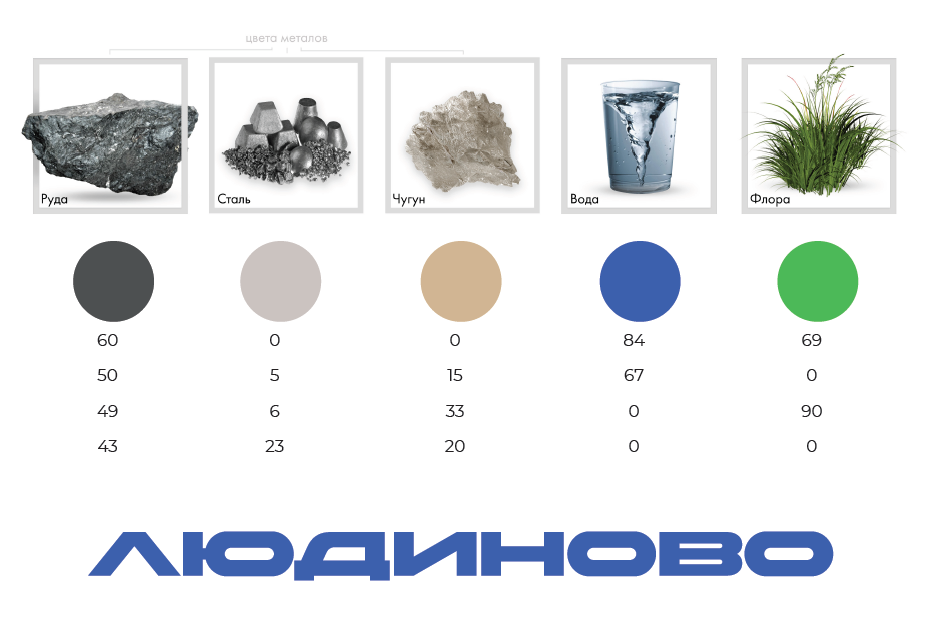 цвета металов
Руда
Сталь
Чугун
Вода
Флора
60 0 0 84 69
50 5 15 67 0
49 6 33 0 90
43 23 20 0 0
ЛЮДИНОВО